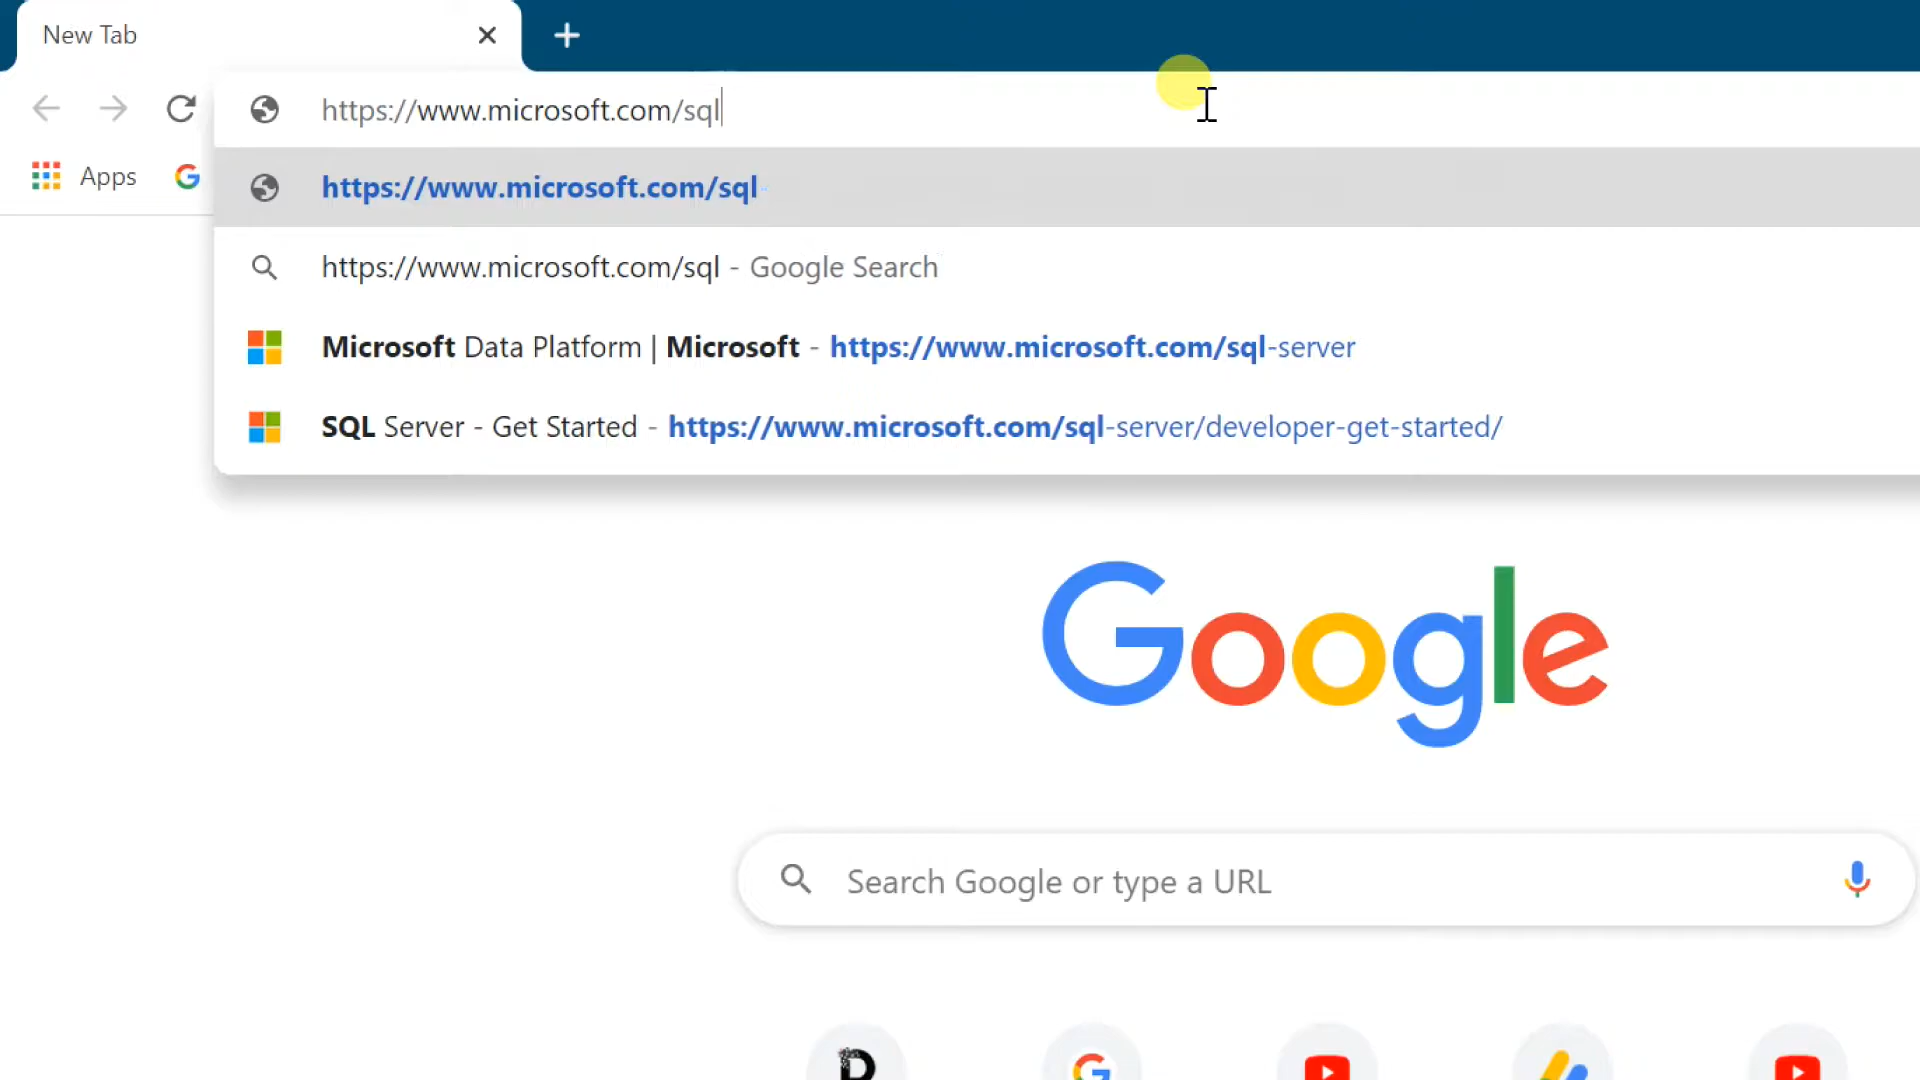 New Tab
https://www.microsoft.com/sql
Apps
https://www.microsoft.com/sql
https://www.microsoft.com/sql - Google Search
Microsoft Data Platform | Microsoft - https://www.microsoft.com/sql-server
SQL Server - Get Started - https://www.microsoft.com/sql-server/developer-get-started/
Google
Search Google or type a URL